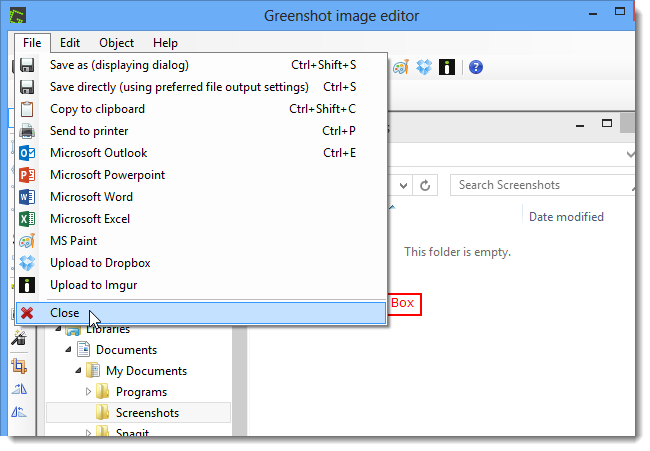 Greenshot image editor
File Edit Object Help
Save as (displaying dialog) Ctrl+Shift+S
Save directly (using preferred file output settings) Ctrl+S
Copy to clipboard Ctrl+Shift+C
Send to printer Ctrl+P
Microsoft Outlook Ctrl+E
Microsoft Powerpoint
Microsoft Word
Search Screenshots
Microsoft Excel
Date modified
MS Paint
This folder is empty.
Upload to Dropbox
Upload to Imgur
Box
Close
Libraries
Documents
My Documents
Programs
Screenshots
Snagit